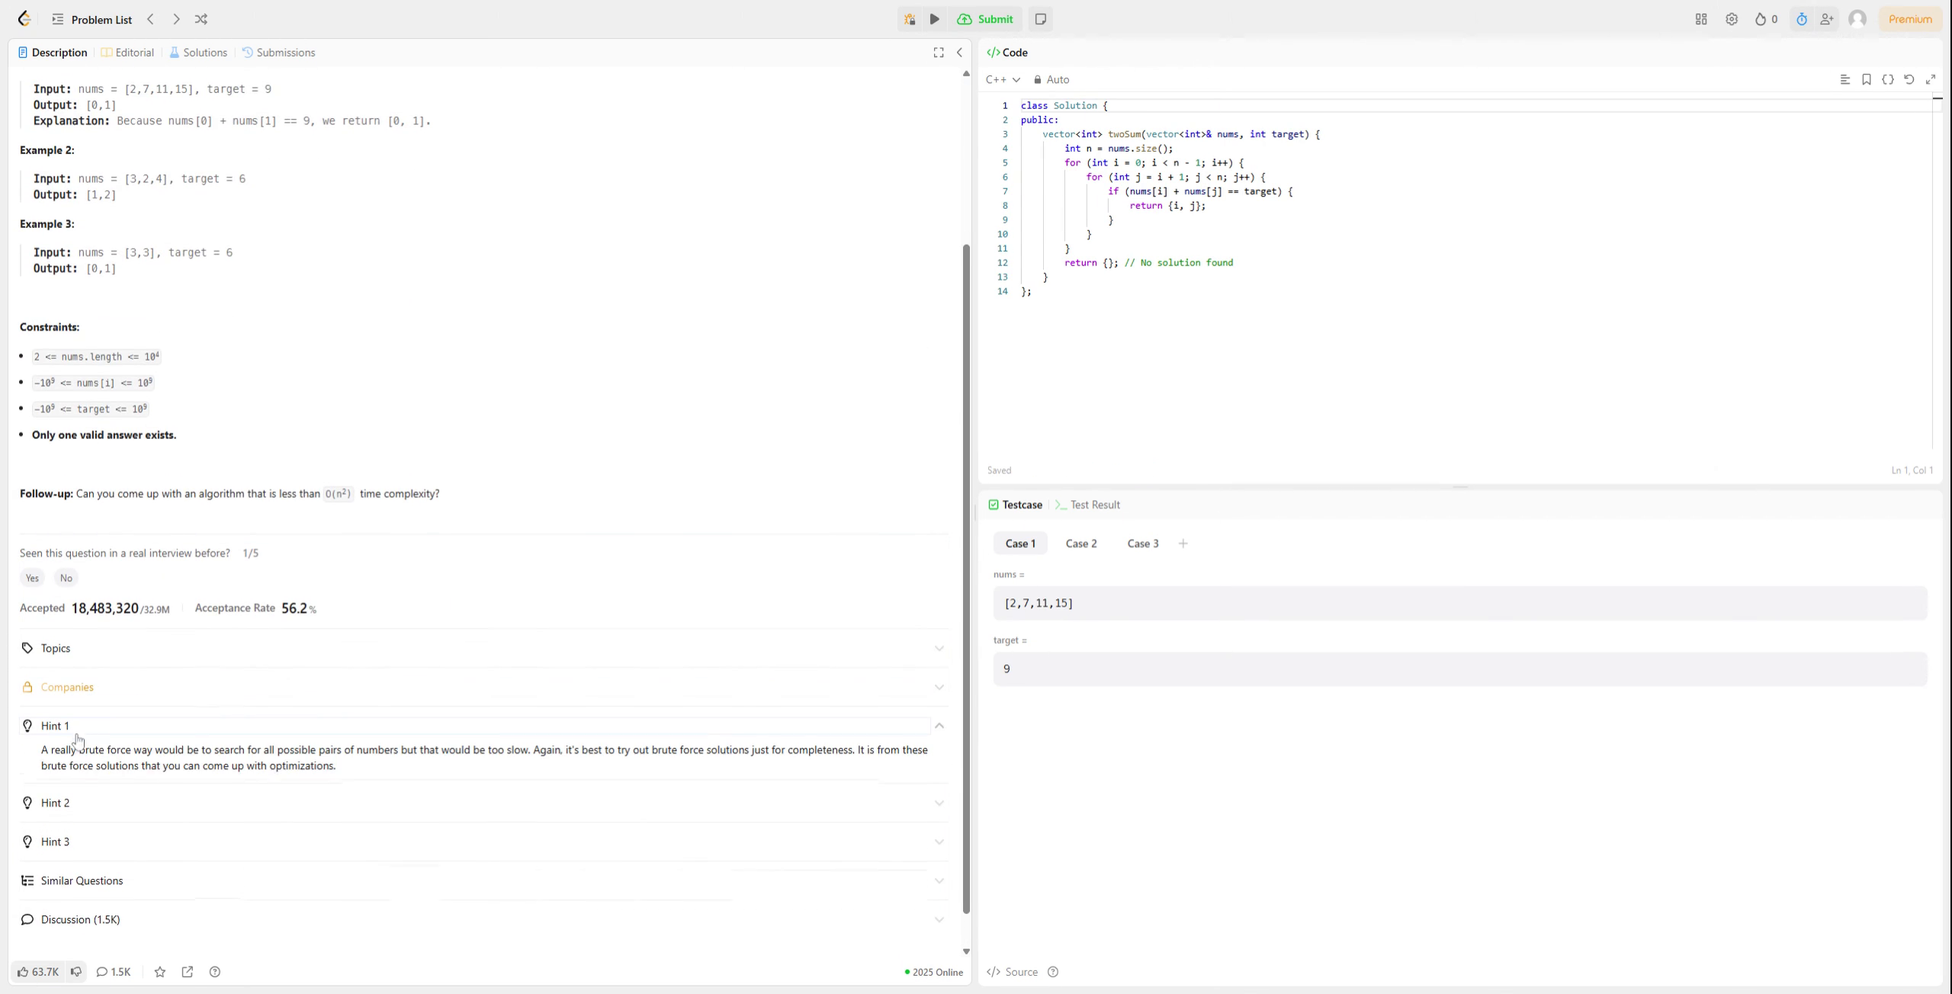 Problem List
Submit
0
Premium
Description
Editorial
Solutions
Submissions
Input: nums = [2,7,11,15], target = 9
Output: [0,1]
Explanation: Because nums[0] + nums[1] == 9, we return [0, 1].
Example 2:
Input: nums = [3,2,4], target = 6
Output: [1,2]
Example 3:
Input: nums = [3,3], target = 6
Output: [0,1]
Constraints:
• 2 <= nums.length <= 10⁴
• -10⁹ <= nums[i] <= 10⁹
• -10⁹ <= target <= 10⁹
• Only one valid answer exists.
Follow-up: Can you come up with an algorithm that is less than O(n²) time complexity?
Seen this question in a real interview before? 1/5
Yes No
Accepted 18,483,320/32.9M Acceptance Rate 56.2%
Topics
Companies
Hint 1
A really brute force way would be to search for all possible pairs of numbers but that would be too slow. Again, it's best to try out brute force solutions just for completeness. It is from these
brute force solutions that you can come up with optimizations.
Hint 2
Hint 3
Similar Questions
Discussion (1.5K)
63.7K 1.5K 2025 Online
</>Code
C++ Auto
1 class Solution {
2 public:
3 vector<int> twoSum(vector<int>& nums, int target) {
4 int n = nums.size();
5 for (int i = 0; i < n - 1; i++) {
6 for (int j = i + 1; j < n; j++) {
7 if (nums[i] + nums[j] == target) {
8 return {i, j};
9 }
10 }
11 }
12 return {}; // No solution found
13 }
14 };
Saved Ln 1, Col 1
Testcase >_ Test Result
Case 1 Case 2 Case 3 +
nums =
[2,7,11,15]
target =
9
</> Source